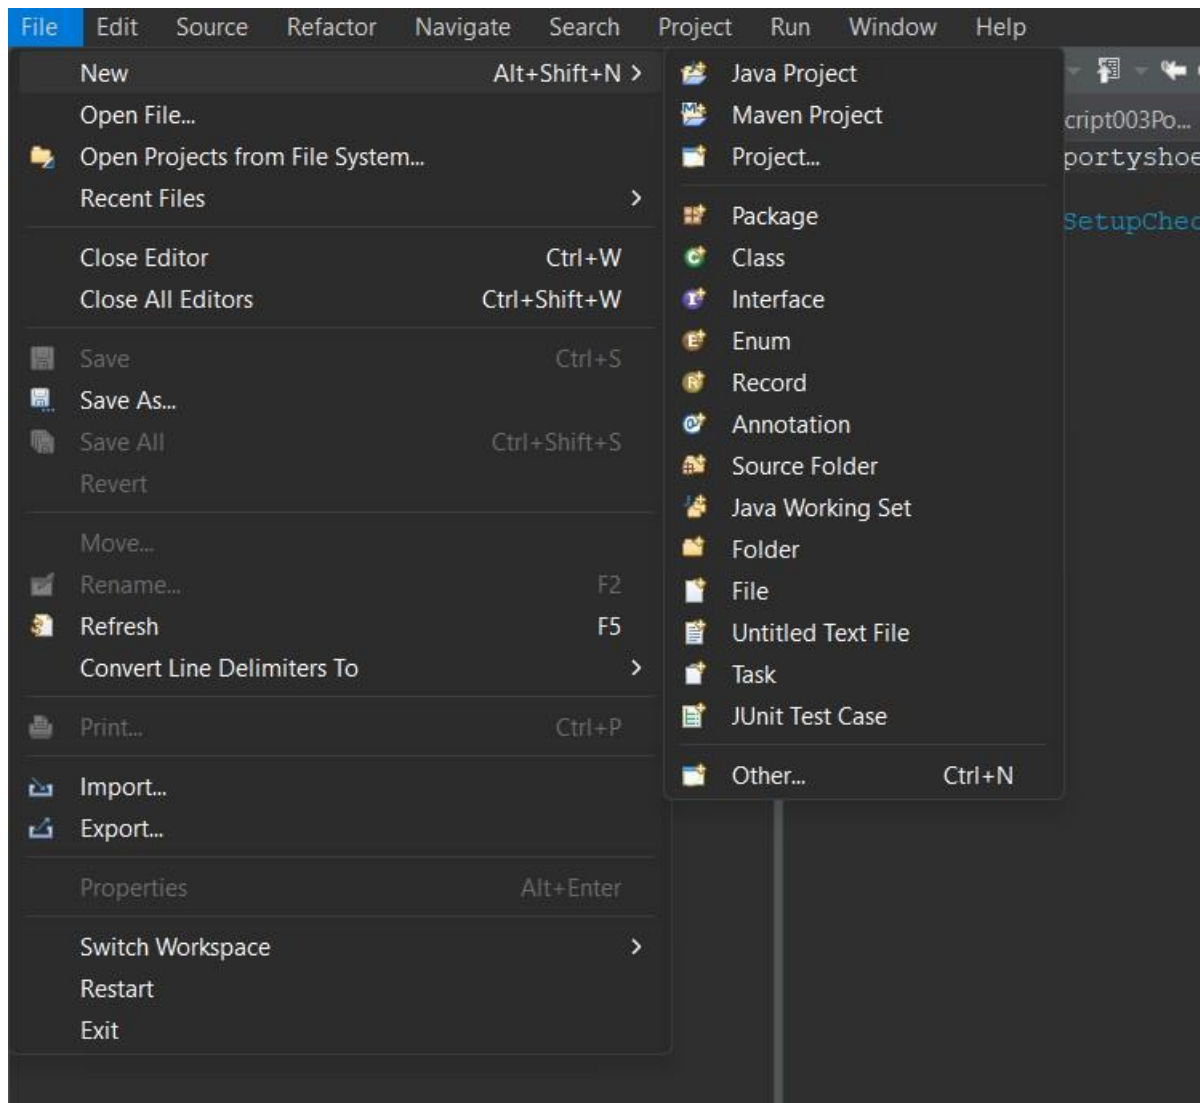 File Edit Source Refactor Navigate Search Project Run Window Help
New Alt+Shift+N
Open File...
Open Projects from File System...
Recent Files
Close Editor Ctrl+W
Close All Editors Ctrl+Shift+W
Save Ctrl+S
Save As...
Save All Ctrl+Shift+S
Revert
Move...
Rename... F2
Refresh F5
Convert Line Delimiters To
Print... Ctrl+P
Import...
Export...
Properties Alt+Enter
Switch Workspace
Restart
Exit
Java Project
Maven Project
Project...
Package
Class
Interface
Enum
Record
Annotation
Source Folder
Java Working Set
Folder
File
Untitled Text File
Task
JUnit Test Case
Other... Ctrl+N
cript003Po...
portyshoe
SetupChec